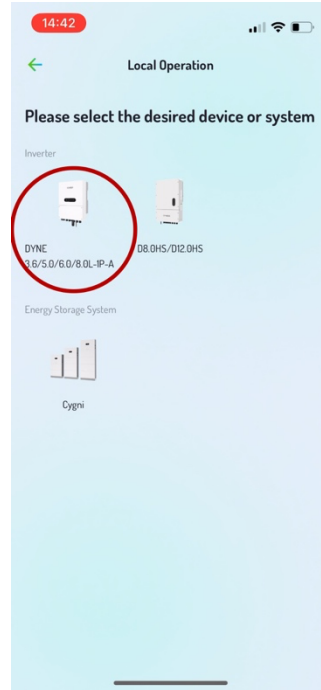 14:42
Local Operation
Please select the desired device or system
Inverter
DYNE
3.6/5.0/6.0/8.0L-IP-A
D8.0HS/D12.0HS
Energy Storage System
Cygni